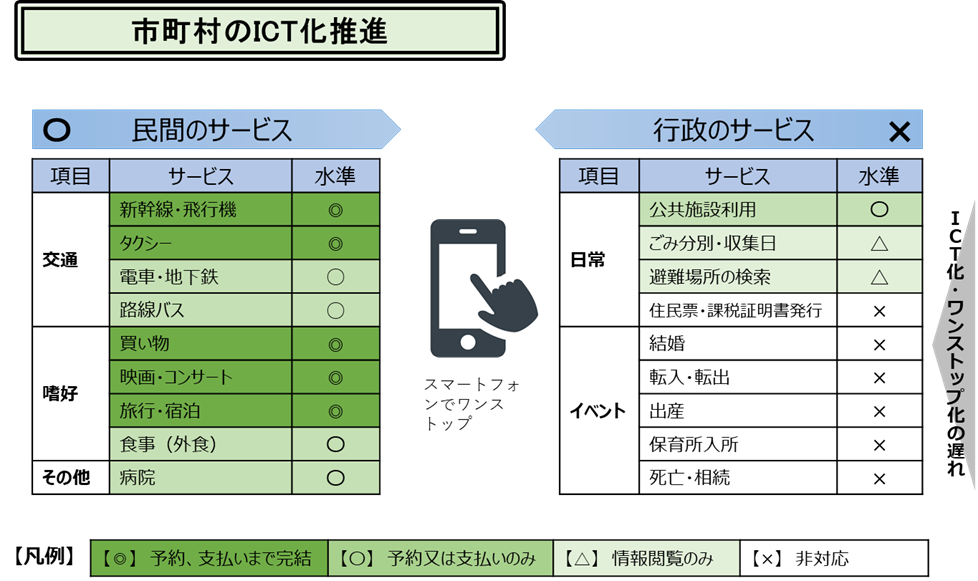 市町村のICT化推進
〇 民間のサービス
項目 サービス 水準
交通
新幹線・飛行機 ◎
タクシー ◎
電車・地下鉄 〇
路線バス 〇
嗜好
買い物 ◎
映画・コンサート ◎
旅行・宿泊 ◎
食事（外食） 〇
その他
病院 〇
スマートフォ
ンでワンス
トップ
行政のサービス ×
項目 サービス 水準
日常
公共施設利用 〇
ごみ分別・収集日 △
避難場所の検索 △
住民票・課税証明書発行 ×
イベント
結婚 ×
転入・転出 ×
出産 ×
保育所入所 ×
死亡・相続 ×
ICT化・ワンストップ化の遅れ
【凡例】 【◎】 予約、支払いまで完結 【〇】 予約又は支払いのみ 【△】 情報閲覧のみ 【×】 非対応